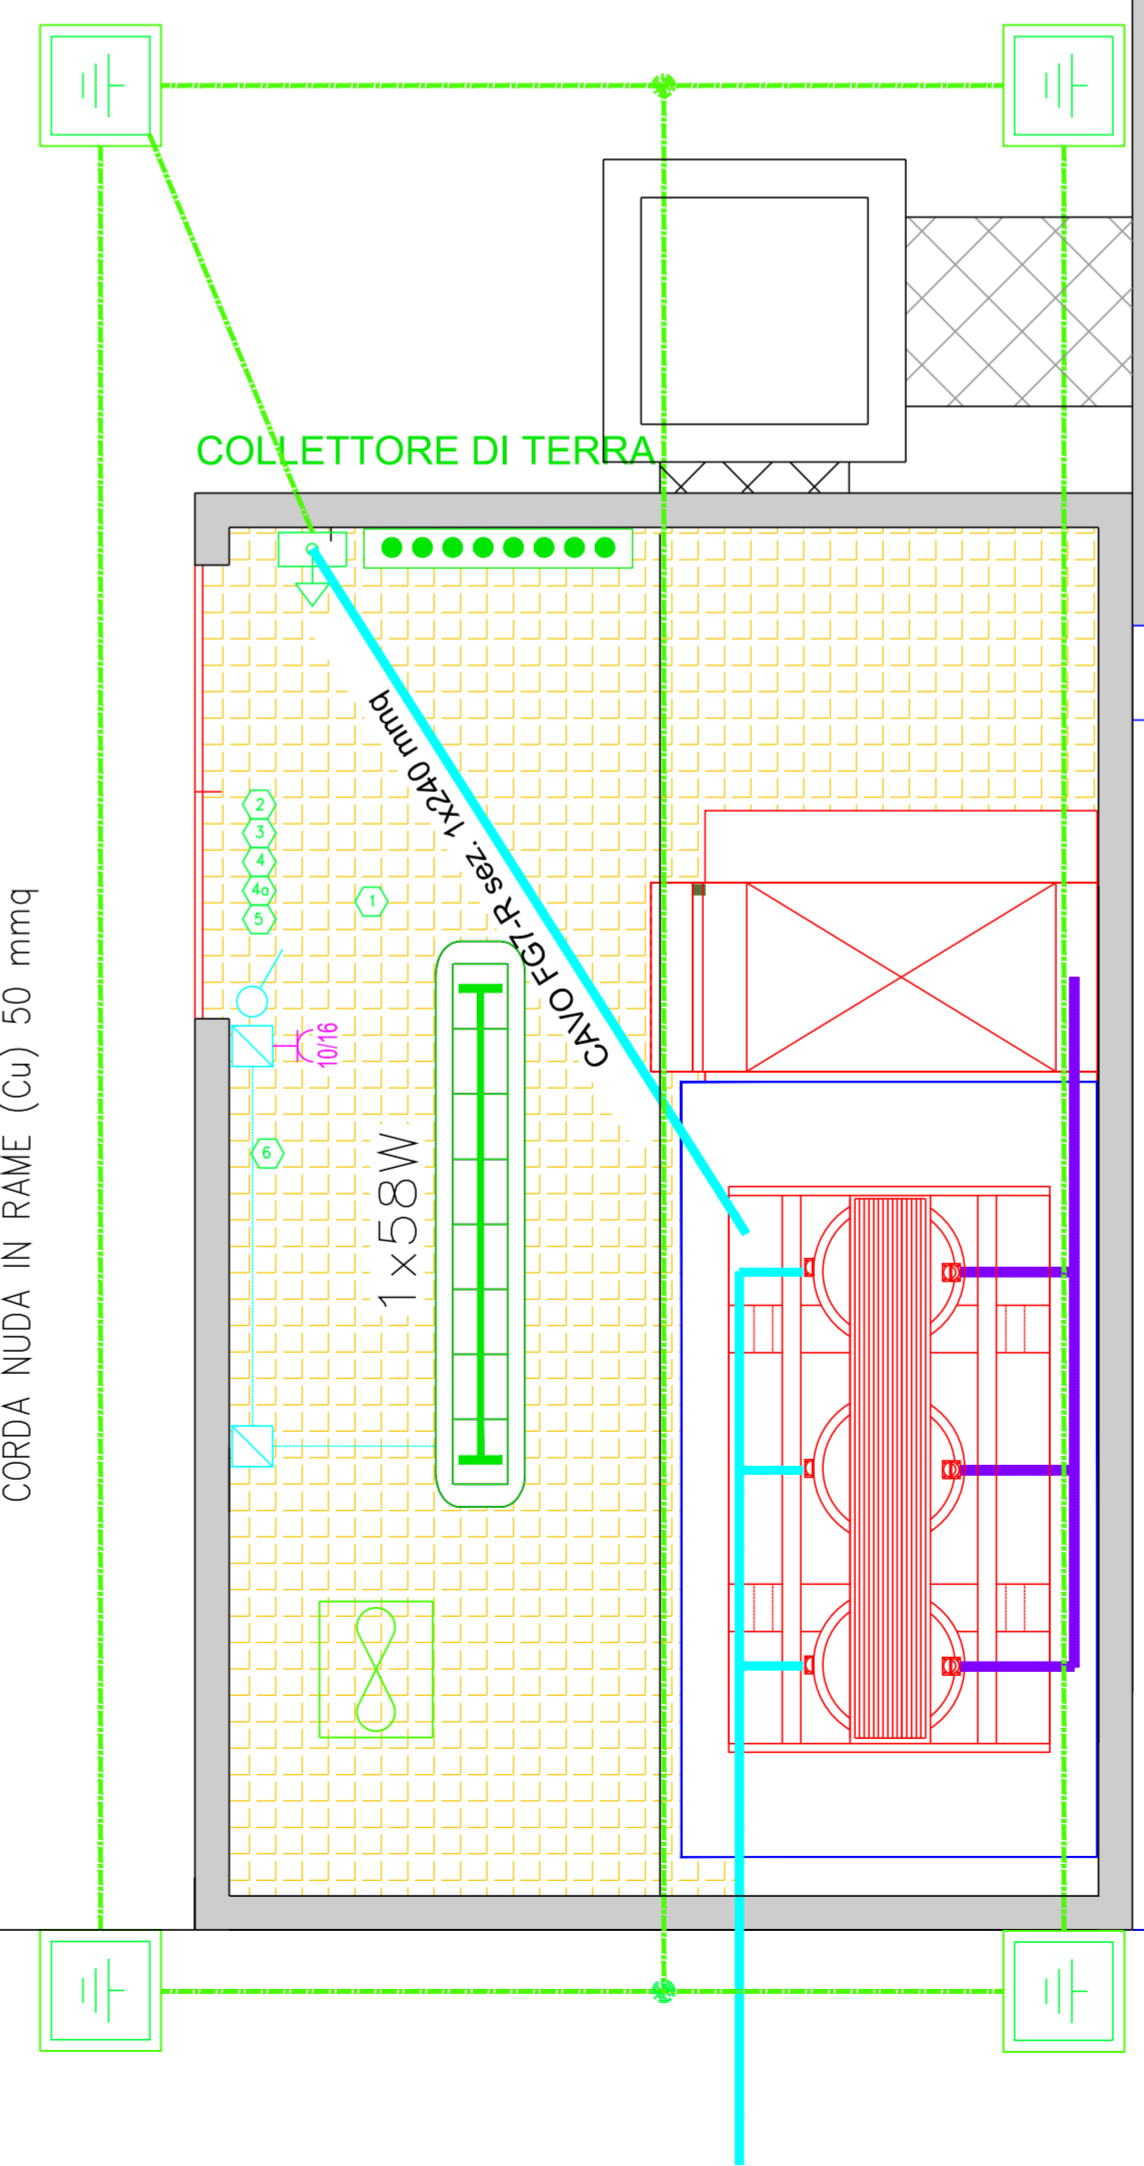 COLLETTORE DI TERRA
CAVO FG7-R sez. 1x240 mmq
2
3
4
4a
5
1
10/16
6
1x58W
CORDA NUDA IN RAME (Cu) 50 mmq